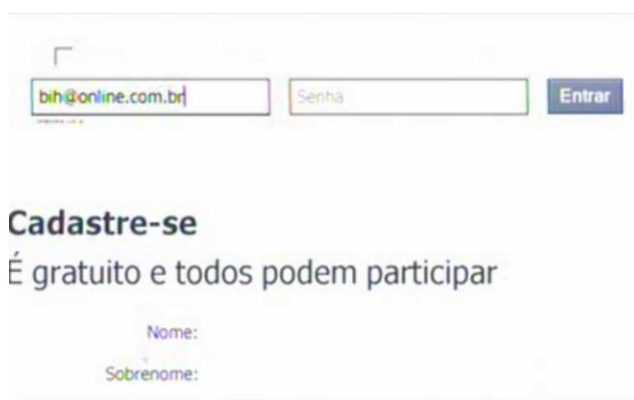 bih@online.com.br Senha Entrar
Cadastre-se
É gratuito e todos podem participar
Nome:
Sobrenome: